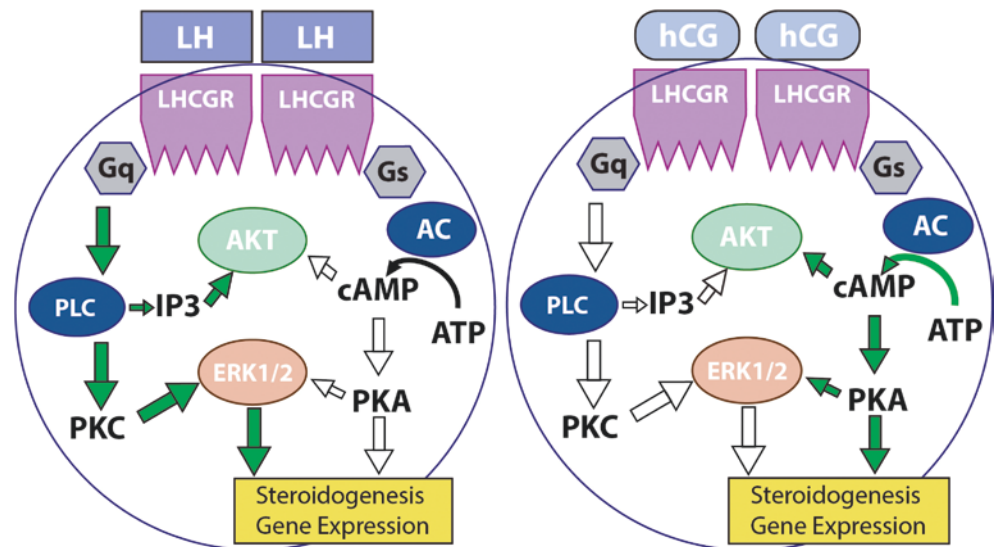 LH LH
LHCGR LHCGR
Gq
Gs
AC
AKT
cAMP
PLC
IP3
ATP
ERK1/2
PKC
PKA
Steroidogenesis
Gene Expression
hCG hCG
LHCGR LHCGR
Gq
Gs
AC
AKT
cAMP
PLC
IP3
ATP
ERK1/2
PKC
PKA
Steroidogenesis
Gene Expression